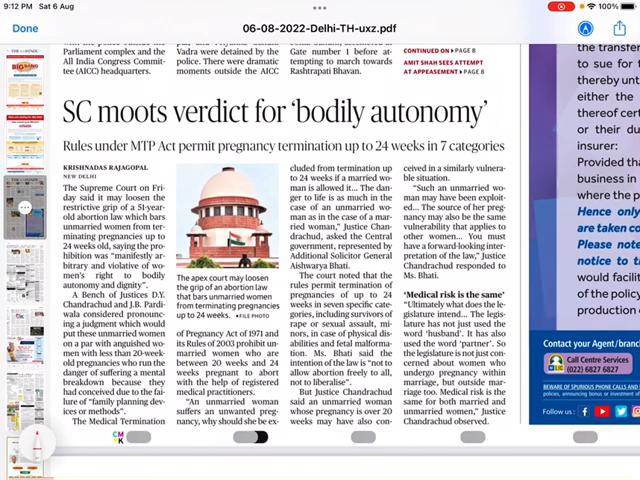 9:12 PM Sat 6 Aug
100%
Done
06-08-2022-Delhi-TH-uxz.pdf
Parliament complex and the
All India Congress Commit-
tee (AICC) headquarters.
Vadra were detained by the
police. There were dramatic
moments outside the AICC
Gate number 1 before at-
tempting to march towards
Rashtrapati Bhavan.
CONTINUED ON ▸ PAGE 8
AMIT SHAH SEES ATTEMPT
AT APPEASEMENT ▸ PAGE 8
SC moots verdict for ‘bodily autonomy’
Rules under MTP Act permit pregnancy termination up to 24 weeks in 7 categories
KRISHNADAS RAJAGOPAL
NEW DELHI
The Supreme Court on Fri-
day said it may loosen the
restrictive grip of a 51-year-
old abortion law which bars
unmarried women from ter-
minating pregnancies up to
24 weeks old, saying the pro-
hibition was “manifestly ar-
bitrary and violative of wo-
men’s right to bodily
autonomy and dignity”.
A Bench of Justices D.Y.
Chandrachud and J.B. Pardi-
wala considered pronounc-
ing a judgment which would
put these unmarried women
on a par with anguished wo-
men with less than 20-week-
old pregnancies who run the
danger of suffering a mental
breakdown because they
had conceived due to the fai-
lure of “family planning devi-
ces or methods”.
The Medical Termination
The apex court may loosen
the grip of an abortion law
that bars unmarried women
from terminating pregnancies
up to 24 weeks. ●FILE PHOTO
of Pregnancy Act of 1971 and
its Rules of 2003 prohibit un-
married women who are
between 20 weeks and 24
weeks pregnant to abort
with the help of registered
medical practitioners.
“An unmarried woman
suffers an unwanted preg-
nancy, why should she be ex-
cluded from termination up
to 24 weeks if a married wo-
man is allowed it... The dan-
ger to life is as much in the
case of an unmarried wo-
man as in the case of a mar-
ried woman,” Justice Chan-
drachud, asked the Central
government, represented by
Additional Solicitor General
Aishwarya Bhati.
The court noted that the
rules permit termination of
pregnancies of up to 24
weeks in seven specific cate-
gories, including survivors of
rape or sexual assault, mi-
nors, in case of physical dis-
abilities and fetal malforma-
tion. Ms. Bhati said the
intention of the law is “not to
allow abortion freely to all,
not to liberalise”.
But Justice Chandrachud
said an unmarried woman
whose pregnancy is over 20
weeks may have also con-
ceived in a similarly vulnera-
ble situation.
“Such an unmarried wo-
man may have been exploit-
ed... The source of her preg-
nancy may also be the same
vulnerability that applies to
other women... You must
have a forward-looking inter-
pretation of the law,” Justice
Chandrachud responded to
Ms. Bhati.
‘Medical risk is the same’
“Ultimately what does the le-
gislature intend... The legis-
lature has not just used the
word ‘husband’. It has also
used the word ‘partner’. So
the legislature is not just con-
cerned about women who
undergo pregnancy within
marriage, but outside mar-
riage too. Medical risk is the
same for both married and
unmarried women,” Justice
Chandrachud observed.
CM
YK
the transfer
to sue for t
thereby unt
either the
thereof cert
or their du
insurer:
Provided tha
business in
where the p
Hence only
are taken co
Please note
notice to t
would facilit
of the policy
production o
Contact your Agent/branc
Call Centre Services
(022) 6827 6827
BEWARE OF SPURIOUS PHONE CALLS AND
Follow us :